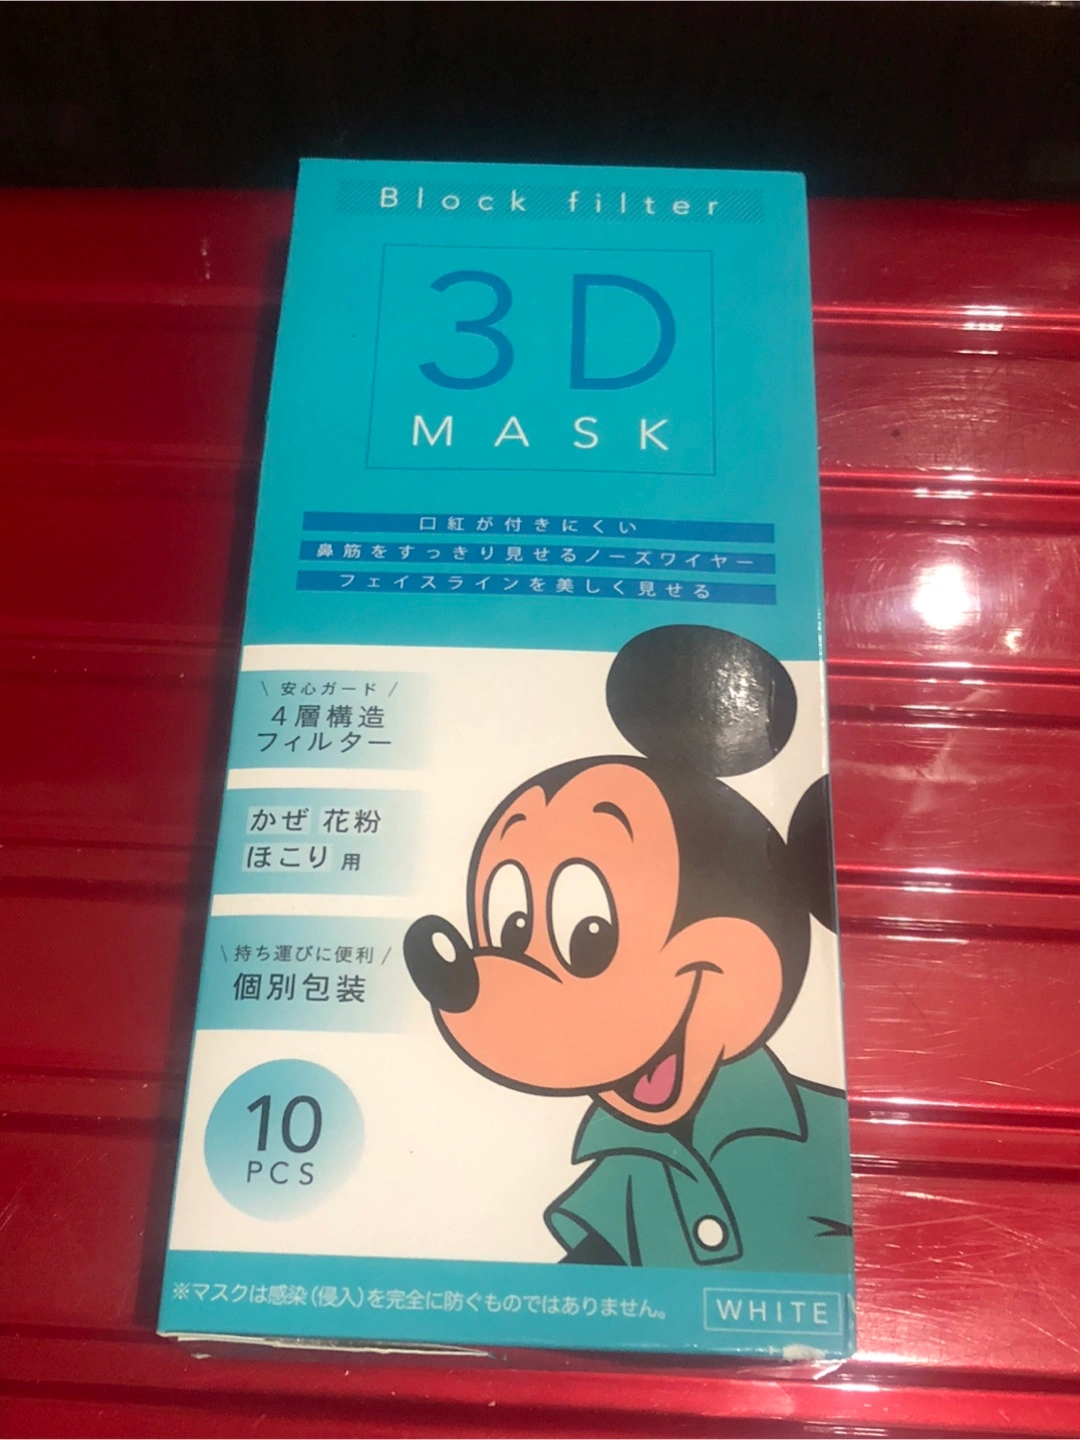 Block filter
3D
MASK
口紅が付きにくい
鼻筋をすっきり見せるノーズワイヤー
フェイスラインを美しく見せる
\ 安心ガード /
4層構造
フィルター
かぜ 花粉
ほこり 用
\ 持ち運びに便利 /
個別包装
10
PCS
※マスクは感染(侵入)を完全に防ぐものではありません。
WHITE